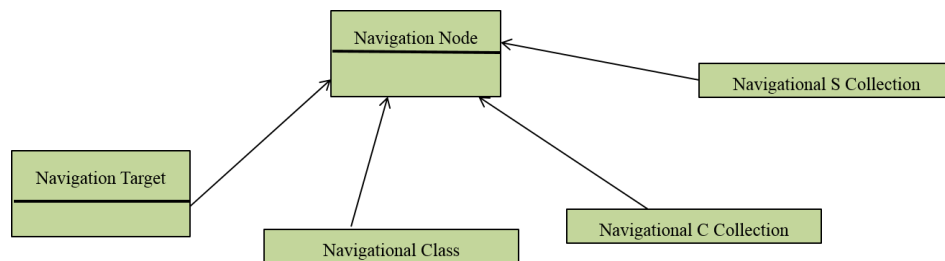 Navigation Node
Navigational S Collection
Navigation Target
Navigational C Collection
Navigational Class